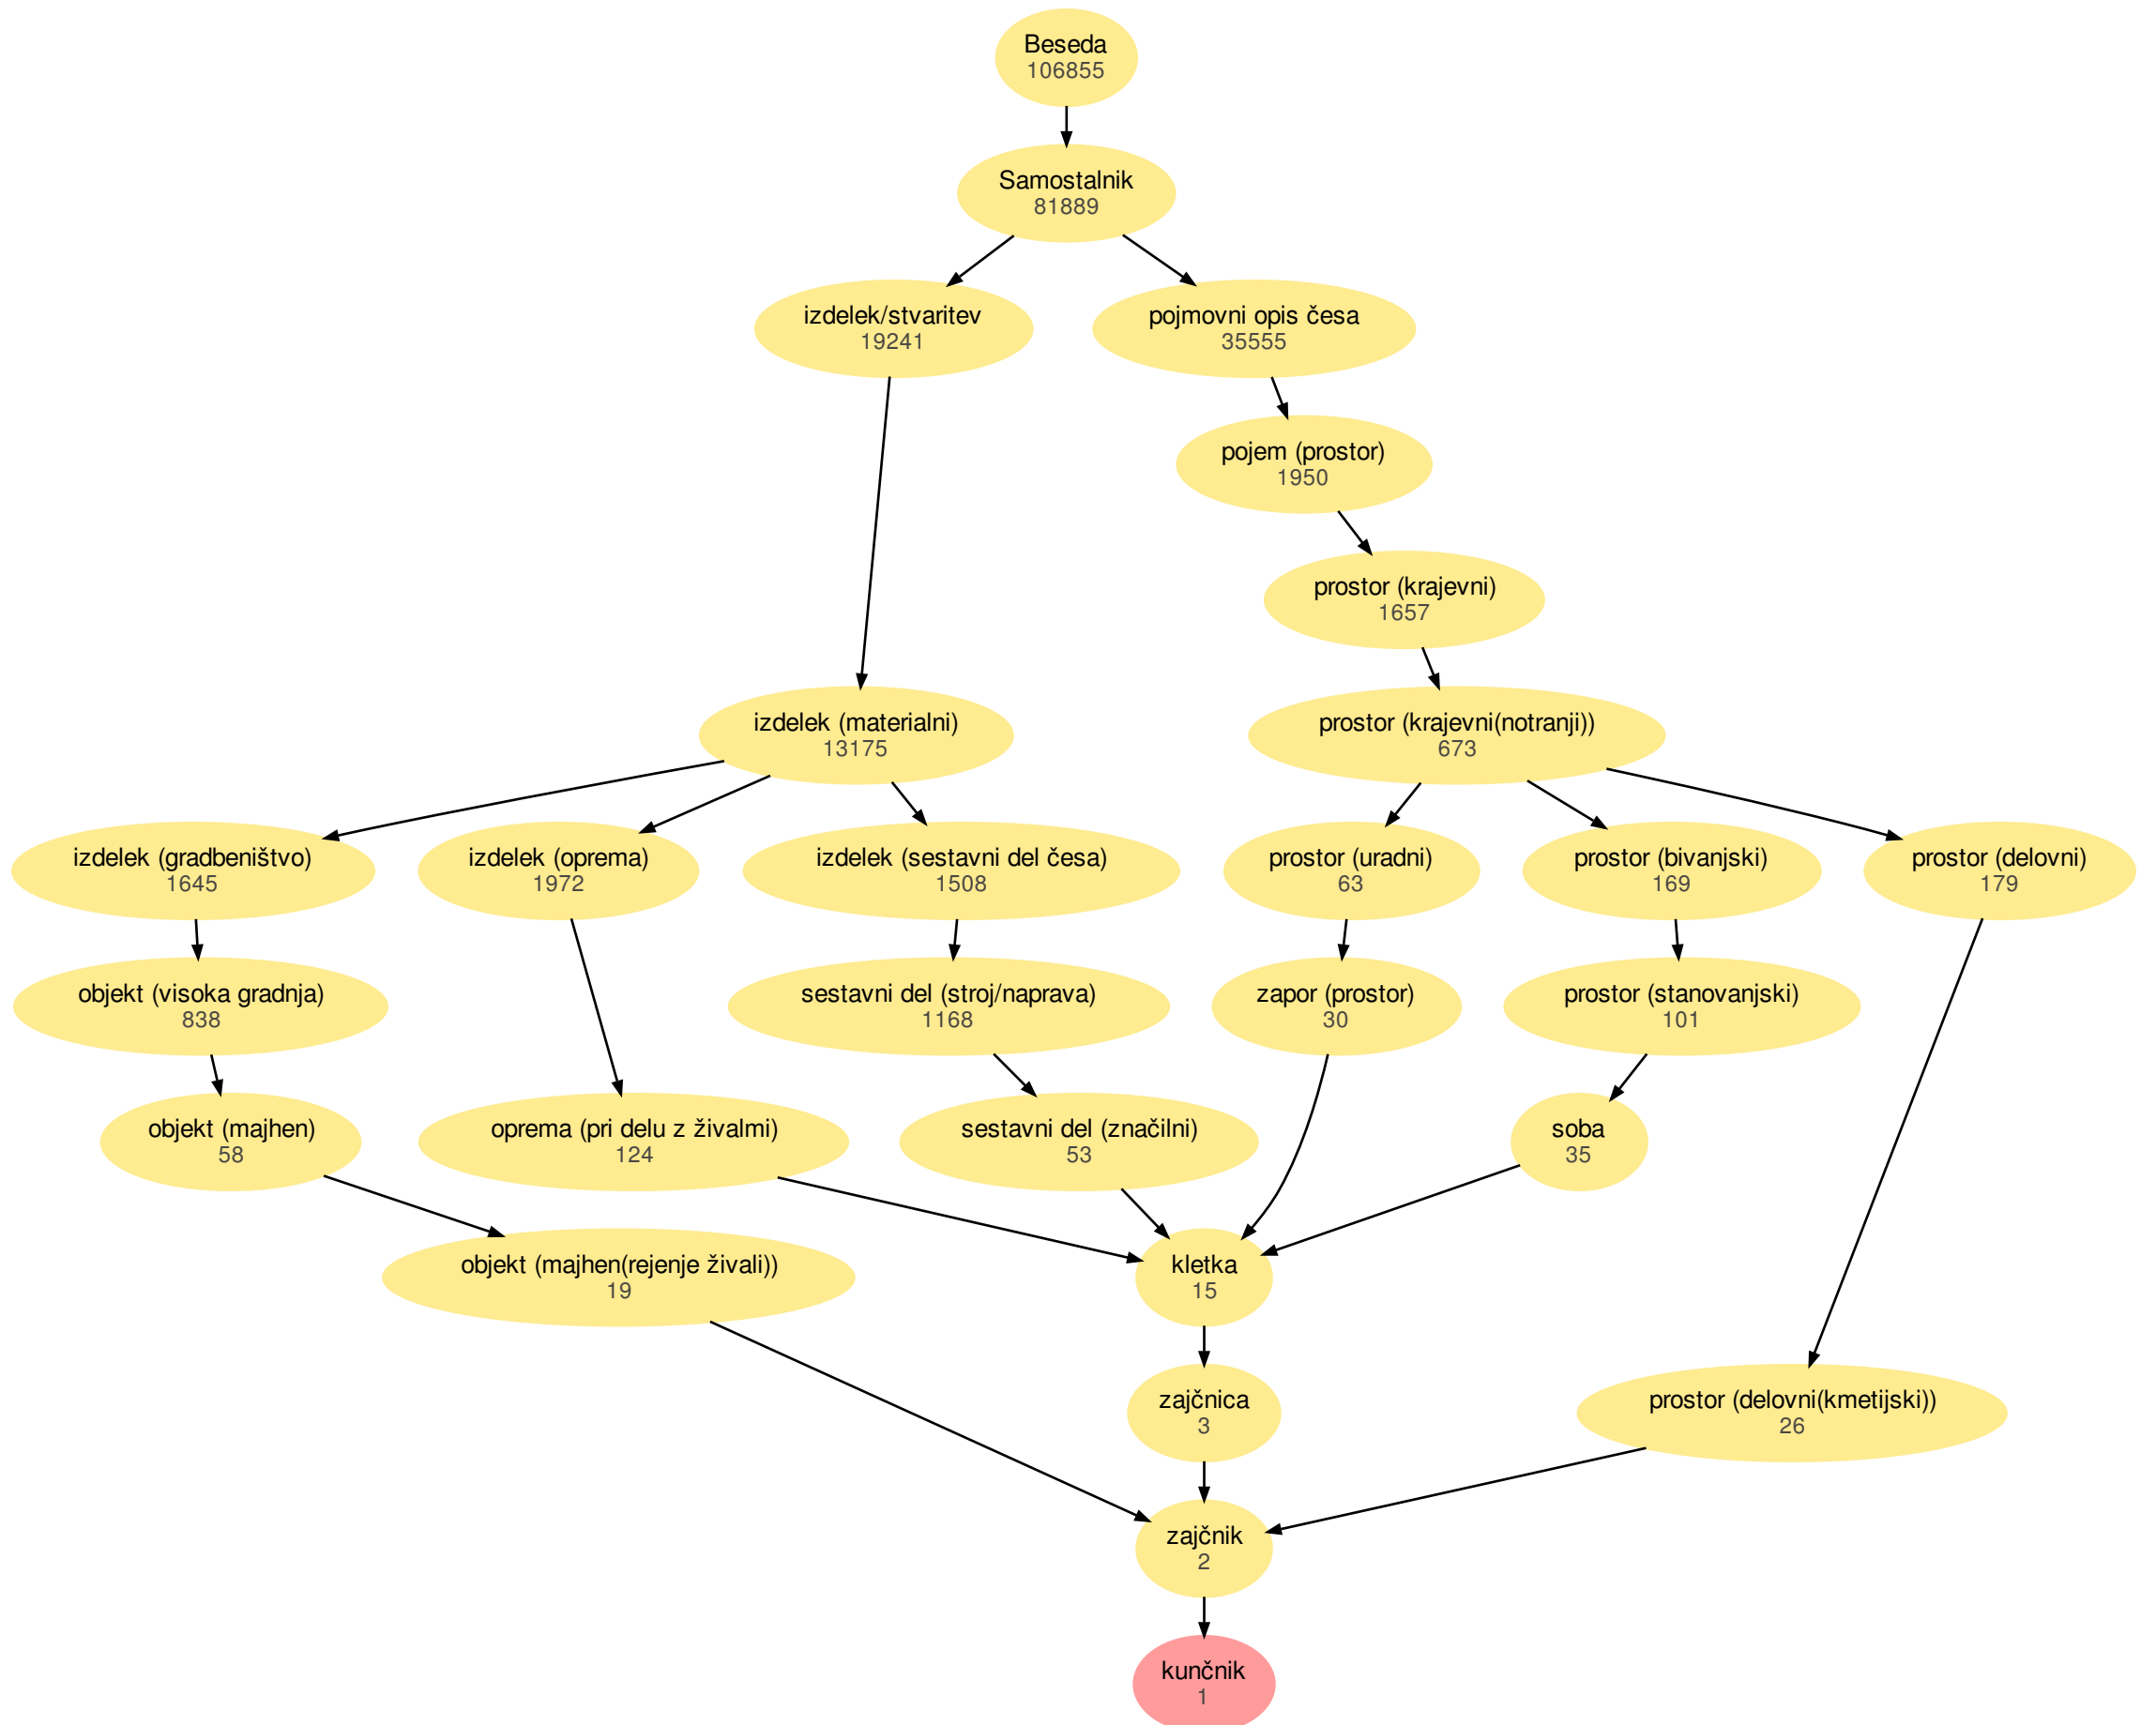 Beseda
106855
Samostalnik
81889
izdelek/stvaritev
19241
pojmovni opis česa
35555
pojem (prostor)
1950
prostor (krajevni)
1657
izdelek (materialni)
13175
prostor (krajevni(notranji))
673
izdelek (gradbeništvo)
1645
izdelek (oprema)
1972
izdelek (sestavni del česa)
1508
prostor (uradni)
63
prostor (bivanjski)
169
prostor (delovni)
179
objekt (visoka gradnja)
838
sestavni del (stroj/naprava)
1168
zapor (prostor)
30
prostor (stanovanjski)
101
objekt (majhen)
58
oprema (pri delu z živalmi)
124
sestavni del (značilni)
53
soba
35
objekt (majhen(rejenje živali))
19
kletka
15
zajčnica
3
prostor (delovni(kmetijski))
26
zajčnik
2
kunčnik
1